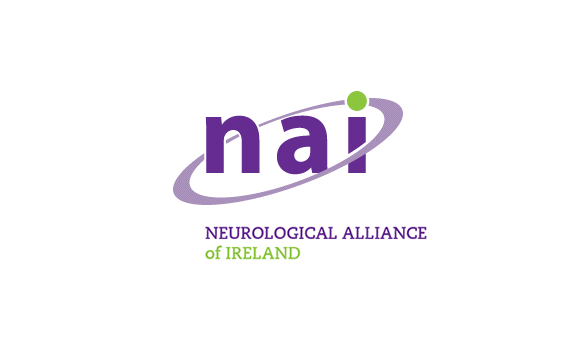 nai
NEUROLOGICAL ALLIANCE
of IRELAND